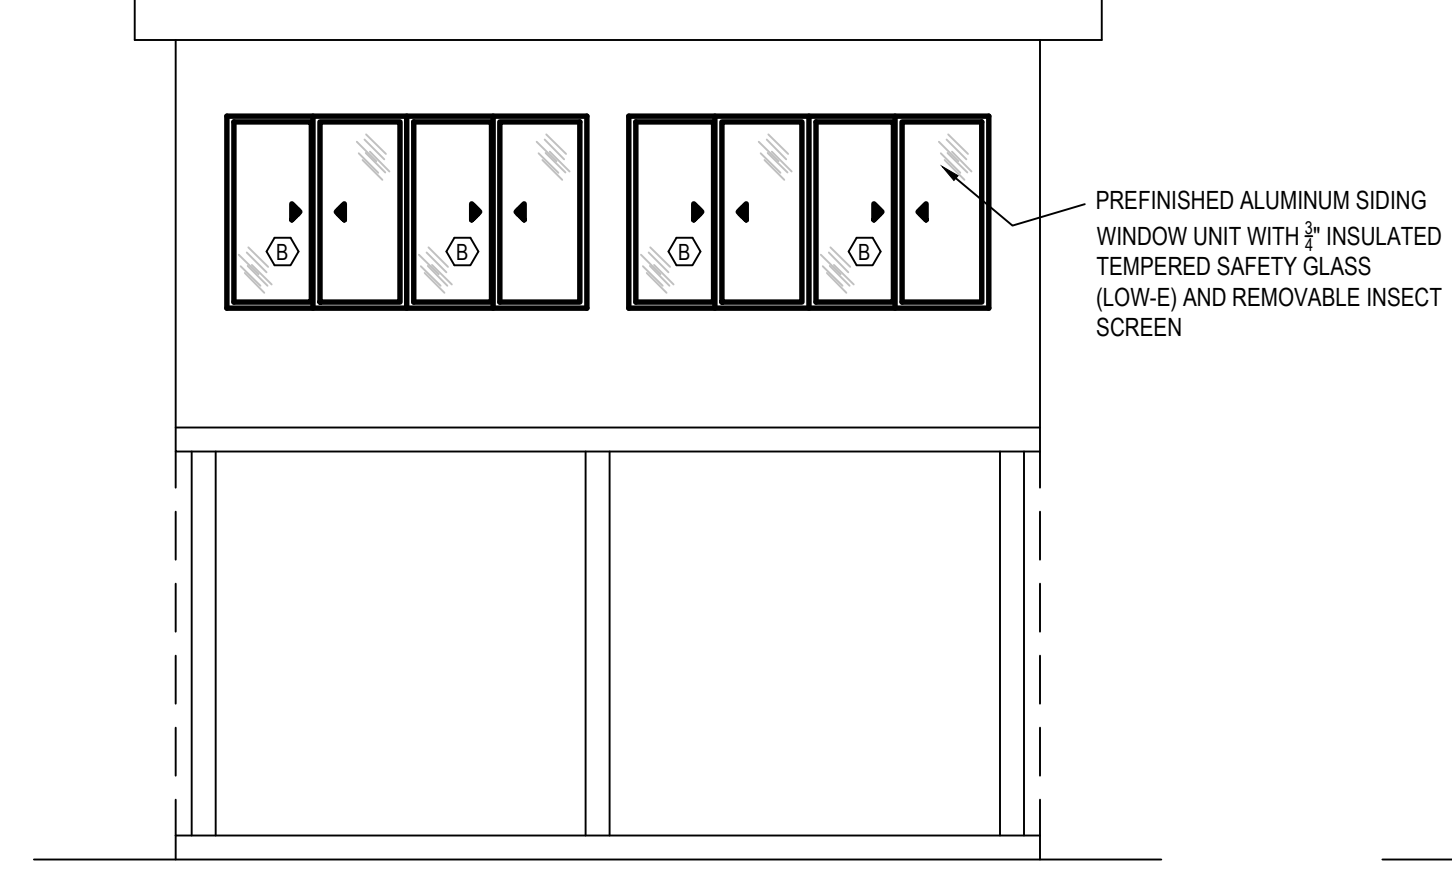 B
B
B
B
PREFINISHED ALUMINUM SIDING
WINDOW UNIT WITH 3/4" INSULATED
TEMPERED SAFETY GLASS
(LOW-E) AND REMOVABLE INSECT
SCREEN